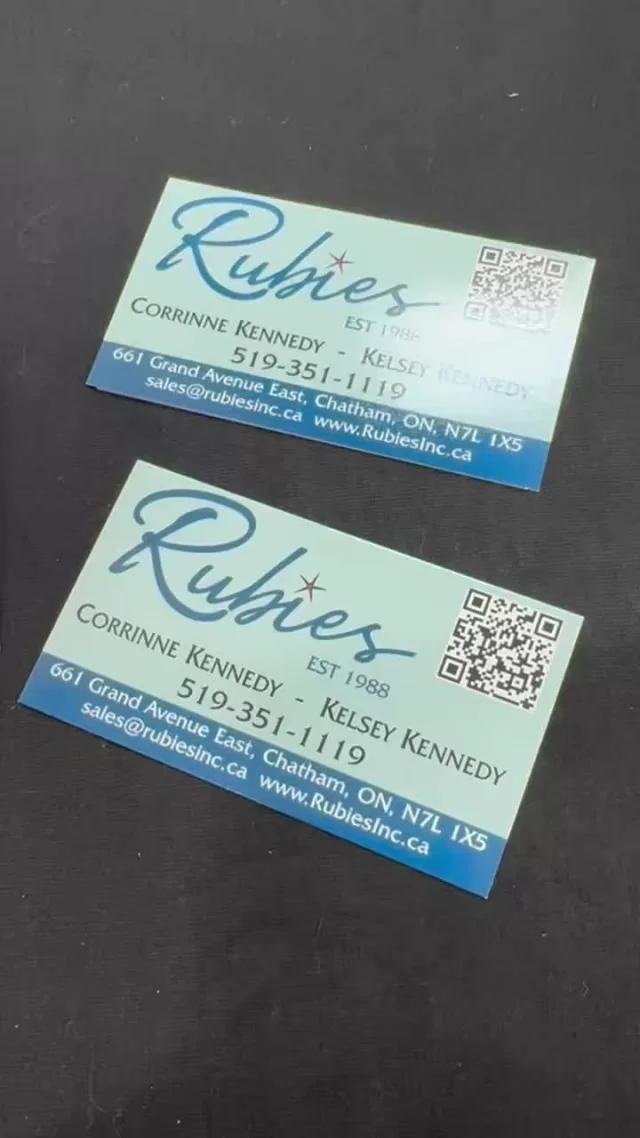 Rubies
EST 1988
CORRINNE KENNEDY - KELSEY KENNEDY
519-351-1119
661 Grand Avenue East, Chatham, ON, N7L 1X5
sales@rubiesinc.ca www.RubiesInc.ca
Rubies
EST 1988
CORRINNE KENNEDY - KELSEY KENNEDY
519-351-1119
661 Grand Avenue East, Chatham, ON, N7L 1X5
sales@rubiesinc.ca www.RubiesInc.ca